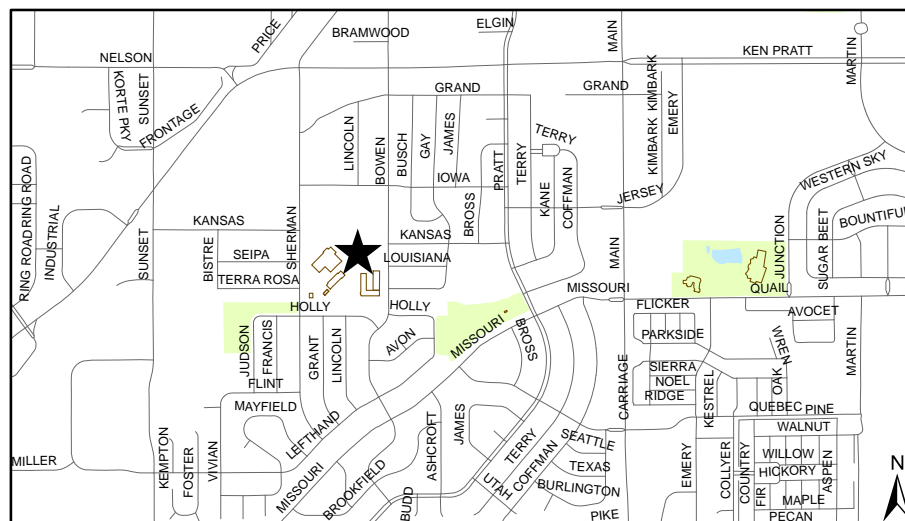 ELGIN
PRICE
BRAMWOOD
MAIN
MARTIN
KEN PRATT
NELSON
KORTE PKY
SUNSET
FRONTAGE
GRAND
GRAND
KIMBARK
KIMBARK
EMERY
LINCOLN
BOWEN
BUSCH
GAY
JAMES
TERRY
PRATT
TERRY
IOWA
KANE
COFFMAN
JERSEY
WESTERN SKY
RING ROAD
RING ROAD
INDUSTRIAL
KANSAS
BISTRE
SEIPA
SHERMAN
TERRA ROSA
BROSS
KANSAS
LOUISIANA
SUNSET
MAIN
JUNCTION
SUGAR BEET
BOUNTIFUL
QUAIL
MISSOURI
HOLLY
HOLLY
FLICKER
AVOCET
PARKSIDE
MISSOURI
BROSS
AVON
JUDSON
FRANCIS
GRANT
LINCOLN
WREN
MARTIN
SIERRA
NOEL
RIDGE
OAK
FLINT
CARRIAGE
KESTREL
MAYFIELD
QUEBEC
PINE
LEFTHAND
ASHCROFT
JAMES
TERRY
SEATTLE
WALNUT
MILLER
KEMPTON
FOSTER
VIVIAN
MISSOURI
BROOKFIELD
BUDD
UTAH
COFFMAN
TEXAS
BURLINGTON
EMERY
COLLYER
COUNTRY
FIR
WILLOW
HICKORY
ASPEN
MAPLE
PECAN
PIKE
N